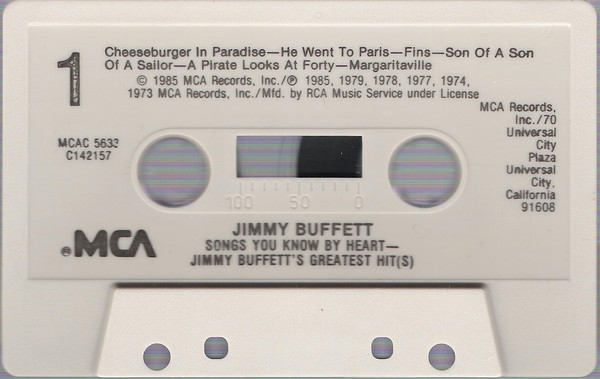 1
Cheeseburger In Paradise—He Went To Paris—Fins—Son Of A Son
Of A Sailor—A Pirate Looks At Forty—Margaritaville
© 1985 MCA Records, Inc./℗ 1985, 1979, 1978, 1977, 1974,
1973 MCA Records, Inc./Mfd. by RCA Music Service under License
MCAC 5633
C142157
MCA Records,
Inc./70
Universal
City
Plaza
Universal
City,
California
91608
100 50 0
MCA
JIMMY BUFFETT
SONGS YOU KNOW BY HEART—
JIMMY BUFFETT'S GREATEST HIT(S)